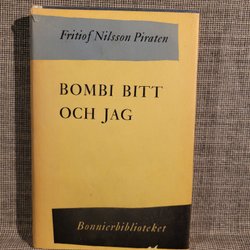 Fritiof Nilsson Piraten
BOMBI BITT
OCH JAG
Bonnierbiblioteket